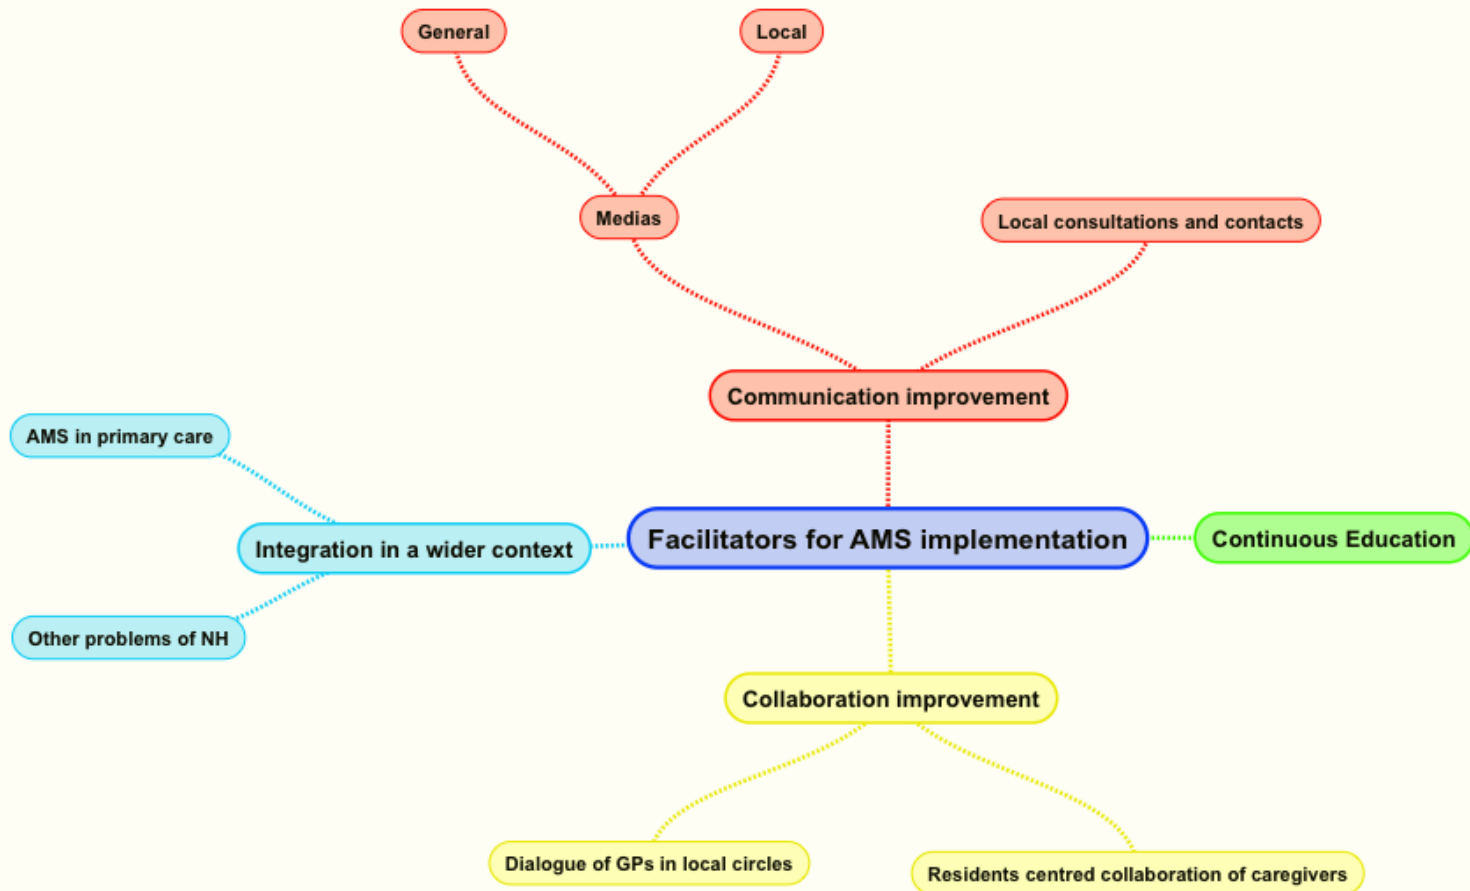 General
Local
Medias
Local consultations and contacts
Communication improvement
AMS in primary care
Integration in a wider context
Facilitators for AMS implementation
Continuous Education
Other problems of NH
Collaboration improvement
Dialogue of GPs in local circles
Residents centred collaboration of caregivers